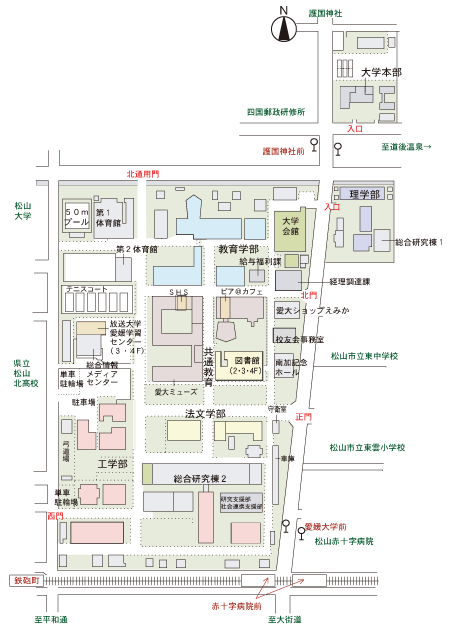 N
護国神社
大学本部
四国郵政研修所
入口
護国神社前
至道後温泉→
北通用門
松山
大学
50m
プール
第1
体育館
理学部
入口
大学
会館
総合研究棟1
第2体育館
教育学部
給与福利課
経理調達課
テニスコート
SHS
ピア@カフェ
北門
愛大ショップえみか
放送大学
愛媛学習
センター
(3・4F)
校友会事務室
共通教育
図書館
(2・3・4F)
南加記念
ホール
松山市立東中学校
県立
松山
北高校
総合情報
メディア
センター
単車
駐輪場
愛大ミューズ
駐車場
法文学部
守衛室
正門
弓道場
松山市立東雲小学校
工学部
車庫
総合研究棟2
単車
駐輪場
研究支援部
社会連携支援部
西門
愛媛大学前
松山赤十字病院
鉄砲町
赤十字病院前
至平和通
至大街道